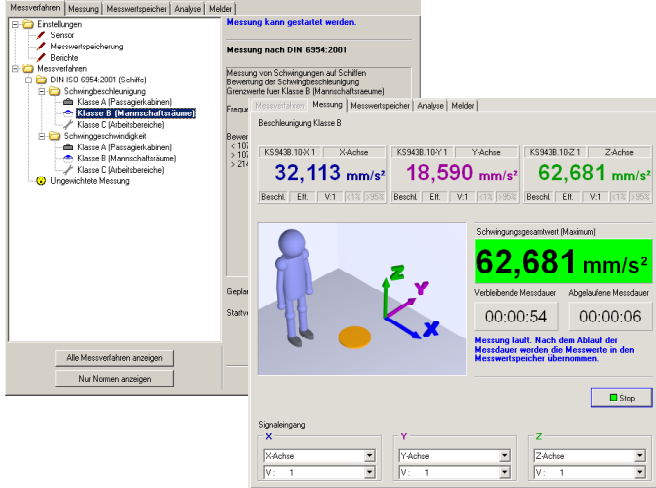 Messverfahren Messung Messwertspeicher Analyse Melder
Einstellungen
Sensor
Messwertspeicherung
Berichte
Messverfahren
DIN ISO 6954:2001 (Schiffe)
Schwingbeschleunigung
Klasse A (Passagierkabinen)
Klasse B (Mannschaftsräume)
Klasse C (Arbeitsbereiche)
Schwinggeschwindigkeit
Klasse A (Passagierkabinen)
Klasse B (Mannschaftsräume)
Klasse C (Arbeitsbereiche)
Ungewichtete Messung
Alle Messverfahren anzeigen
Nur Normen anzeigen
Messung kann gestartet werden.
Messung nach DIN 6954:2001
Messung von Schwingungen auf Schiffen
Bewertung der Schwingbeschleunigung
Grenzwerte fuer Klasse B (Mannschaftsraeume)
Messverfahren Messung Messwertspeicher Analyse Melder
Beschleunigung Klasse B
KS943B.10-X 1 X-Achse KS943B.10-Y 1 Y-Achse KS943B.10-Z 1 Z-Achse
32,113 mm/s² 18,590 mm/s² 62,681 mm/s²
Beschl. Eff. V:1 <1% >95% Beschl. Eff. V:1 <1% >95% Beschl. Eff. V:1 <1% >95%
Z
Y
X
Schwingungsgesamtwert (Maximum)
62,681 mm/s²
Verbleibende Messdauer Abgelaufene Messdauer
00:00:54 00:00:06
Messung läuft. Nach dem Ablauf der
Messdauer werden die Messwerte in den
Messwertspeicher übernommen.
Stop
Signaleingang
X Y Z
X-Achse Y-Achse Z-Achse
V: 1 V: 1 V: 1